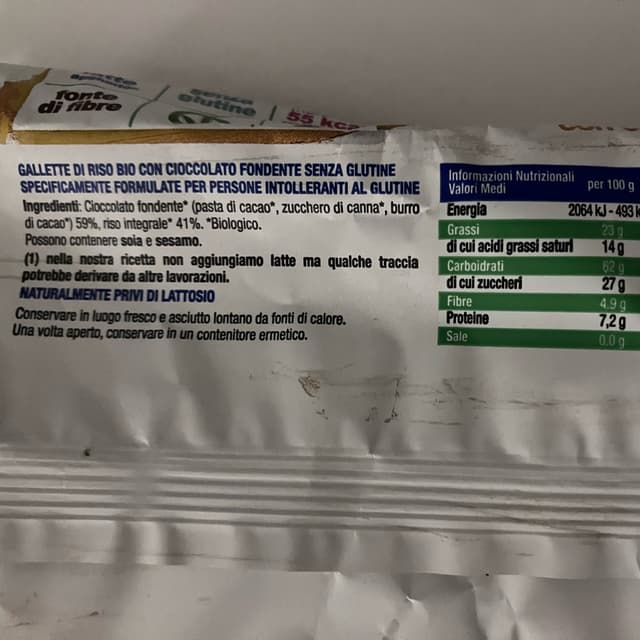 fonte
di fibre
senza
glutine
55 kca
GALLETTE DI RISO BIO CON CIOCCOLATO FONDENTE SENZA GLUTINE
SPECIFICAMENTE FORMULATE PER PERSONE INTOLLERANTI AL GLUTINE
Ingredienti: Cioccolato fondente* (pasta di cacao*, zucchero di canna*, burro
di cacao*) 59%, riso integrale* 41%. *Biologico.
Possono contenere soia e sesamo.
(1) nella nostra ricetta non aggiungiamo latte ma qualche traccia
potrebbe derivare da altre lavorazioni.
NATURALMENTE PRIVI DI LATTOSIO
Conservare in luogo fresco e asciutto lontano da fonti di calore.
Una volta aperto, conservare in un contenitore ermetico.
Informazioni Nutrizionali
Valori Medi per 100 g
Energia 2064 kJ - 493 k
Grassi 23 g
di cui acidi grassi saturi 14 g
Carboidrati 62 g
di cui zuccheri 27 g
Fibre 4.9 g
Proteine 7,2 g
Sale 0.0 g